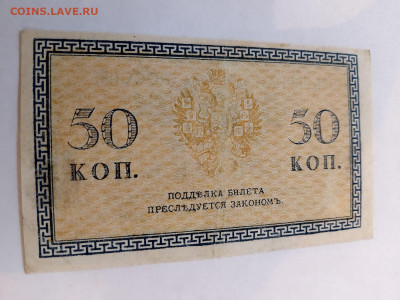 COINS.LAVE.RU
50 50
КОП. КОП.
ПОДДѢЛКА БИЛЕТА
ПРЕСЛѢДУЕТСЯ ЗАКОНОМЪ.